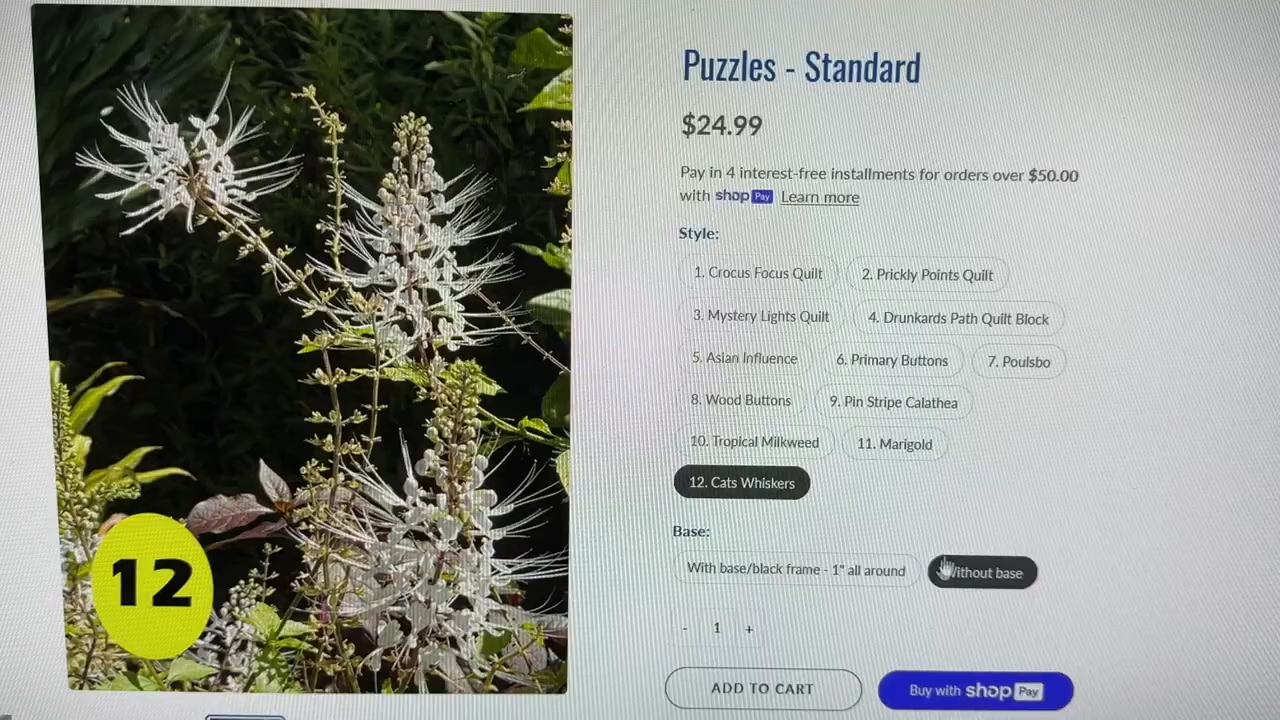 Puzzles - Standard
$24.99
Pay in 4 interest-free installments for orders over $50.00
with shop Pay Learn more
Style:
1. Crocus Focus Quilt 2. Prickly Points Quilt
3. Mystery Lights Quilt 4. Drunkards Path Quilt Block
5. Asian Influence 6. Primary Buttons 7. Poulsbo
8. Wood Buttons 9. Pin Stripe Calathea
10. Tropical Milkweed 11. Marigold
12. Cats Whiskers
Base:
With base/black frame - 1" all around Without base
- 1 +
ADD TO CART Buy with shop Pay
12